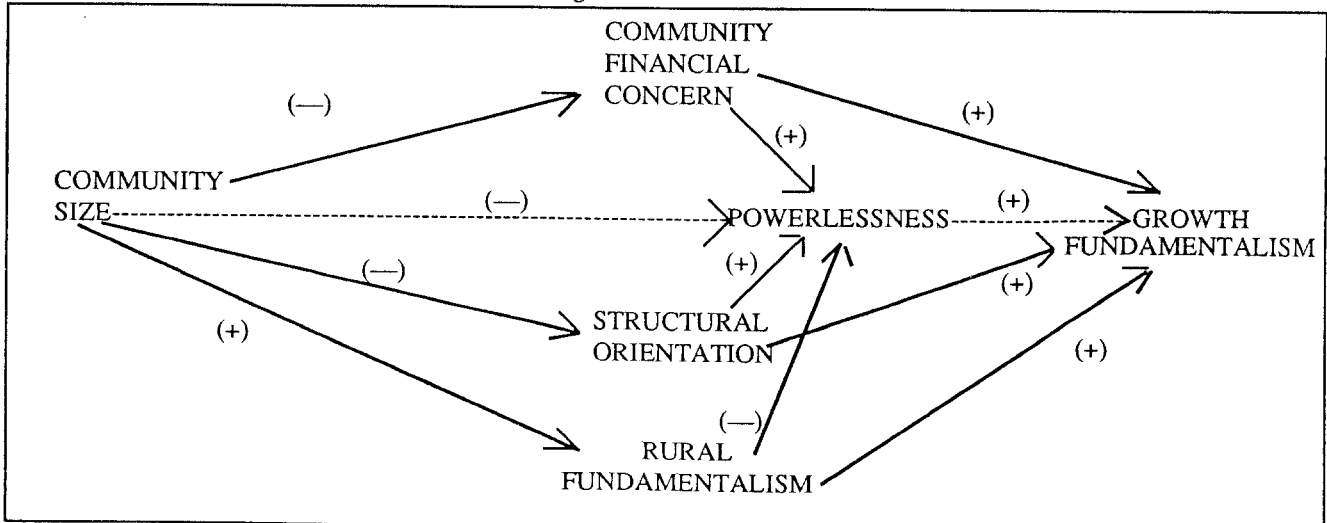 COMMUNITY
FINANCIAL
CONCERN
(—)
(+)
(+)
COMMUNITY
SIZE
(—)
POWERLESSNESS
(+)
GROWTH
FUNDAMENTALISM
(—)
(+)
(+)
(+)
STRUCTURAL
ORIENTATION
(+)
(—)
RURAL
FUNDAMENTALISM